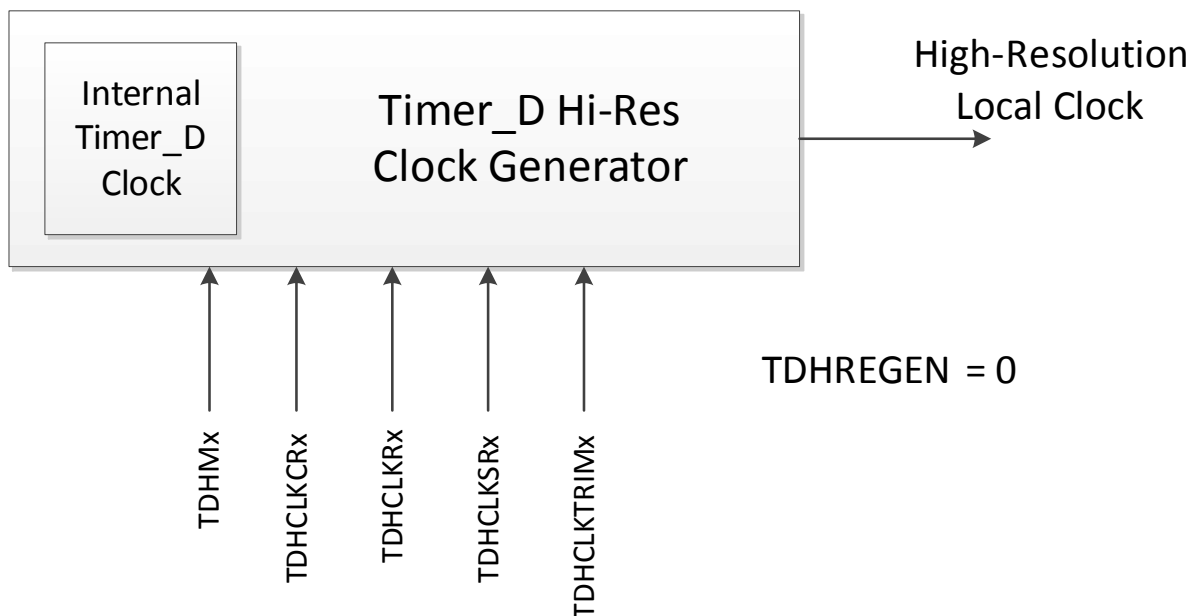 Internal
Timer_D
Clock
Timer_D Hi-Res
Clock Generator
High-Resolution
Local Clock
TDHREGEN = 0
TDHMx
TDHCLKCRx
TDHCLKRx
TDHCLKSRx
TDHCLKTRIMx